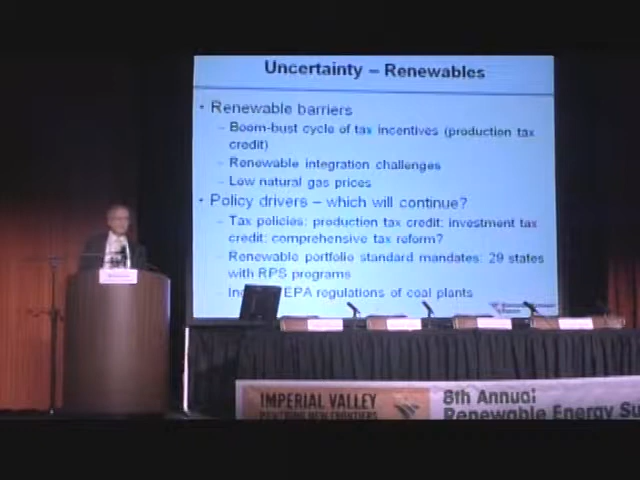 Uncertainty – Renewables
• Renewable barriers
– Boom-bust cycle of tax incentives (production tax
credit)
– Renewable integration challenges
– Low natural gas prices
• Policy drivers – which will continue?
– Tax policies: production tax credit; investment tax
credit; comprehensive tax reform?
– Renewable portfolio standard mandates: 29 states
with RPS programs
EPA regulations of coal plants
IMPERIAL VALLEY
NEW FRONTIERS
8th Annual
Renewable Energy